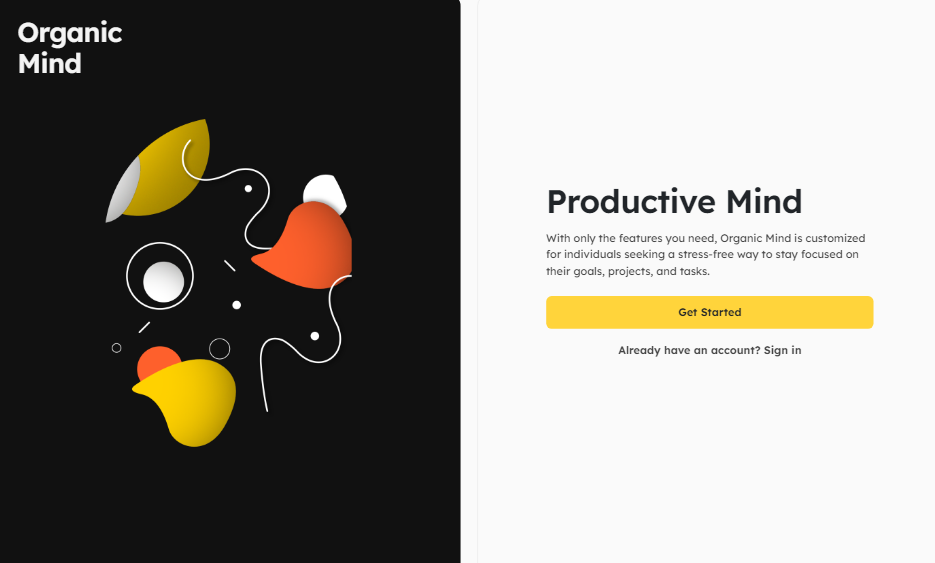 Organic
Mind
Productive Mind
With only the features you need, Organic Mind is customized
for individuals seeking a stress-free way to stay focused on
their goals, projects, and tasks.
Get Started
Already have an account? Sign in